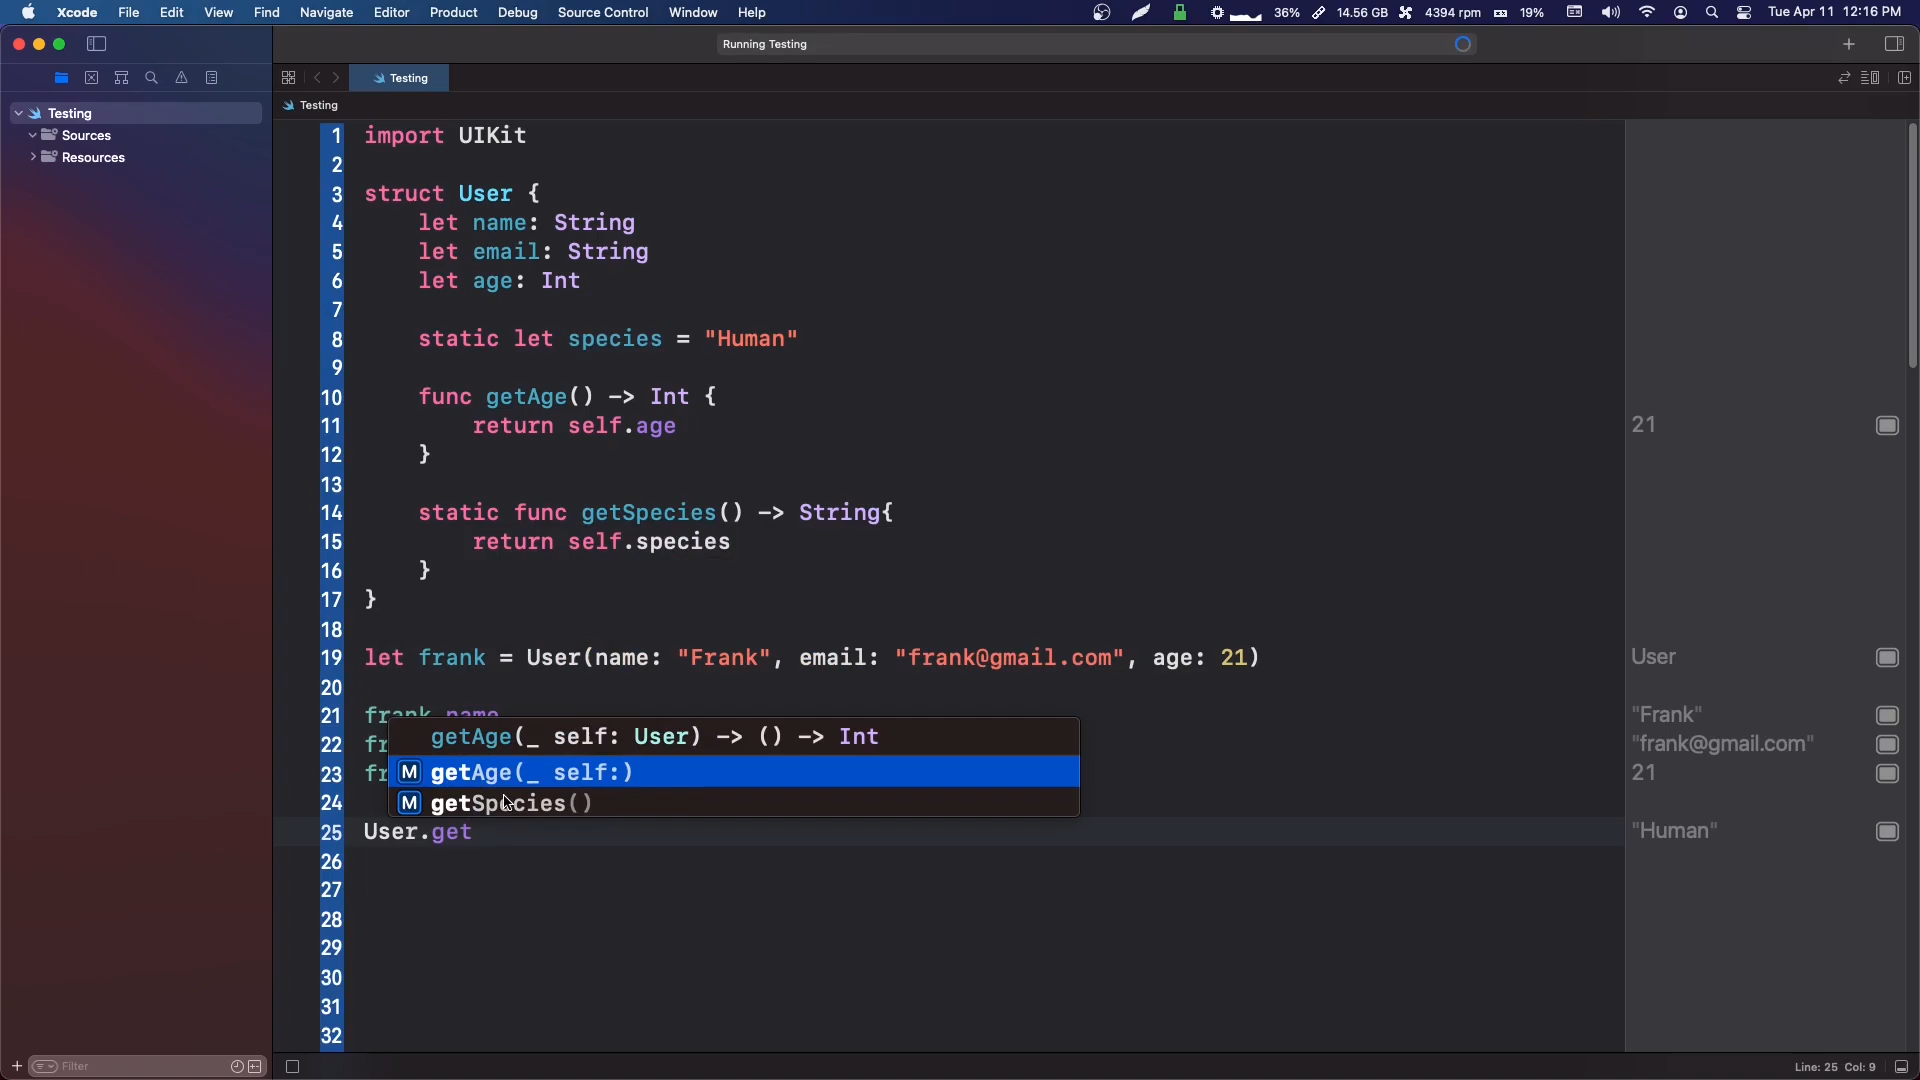 Xcode File Edit View Find Navigate Editor Product Debug Source Control Window Help 36% 14.56 GB 4394 rpm 19% Tue Apr 11 12:16 PM
Running Testing
Testing
Testing
Testing
Sources
Resources
1 import UIKit
2
3 struct User {
4 let name: String
5 let email: String
6 let age: Int
7
8 static let species = "Human"
9
10 func getAge() -> Int {
11 return self.age 21
12 }
13
14 static func getSpecies() -> String{
15 return self.species
16 }
17 }
18
19 let frank = User(name: "Frank", email: "frank@gmail.com", age: 21) User
20
21 frank.name "Frank"
getAge(_ self: User) -> () -> Int
22 fr "frank@gmail.com"
M getAge(_ self:)
23 fr 21
24
M getSpecies()
25 User.get "Human"
26
27
28
29
30
31
32
Filter Line: 25 Col: 9